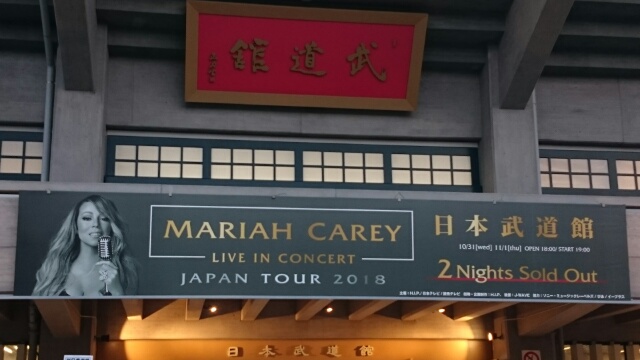 舘道武
MARIAH CAREY
LIVE IN CONCERT
JAPAN TOUR 2018
日本武道館
10/31[wed] 11/1[thu] OPEN 18:00/ START 19:00
2 Nights Sold Out
日本武道館